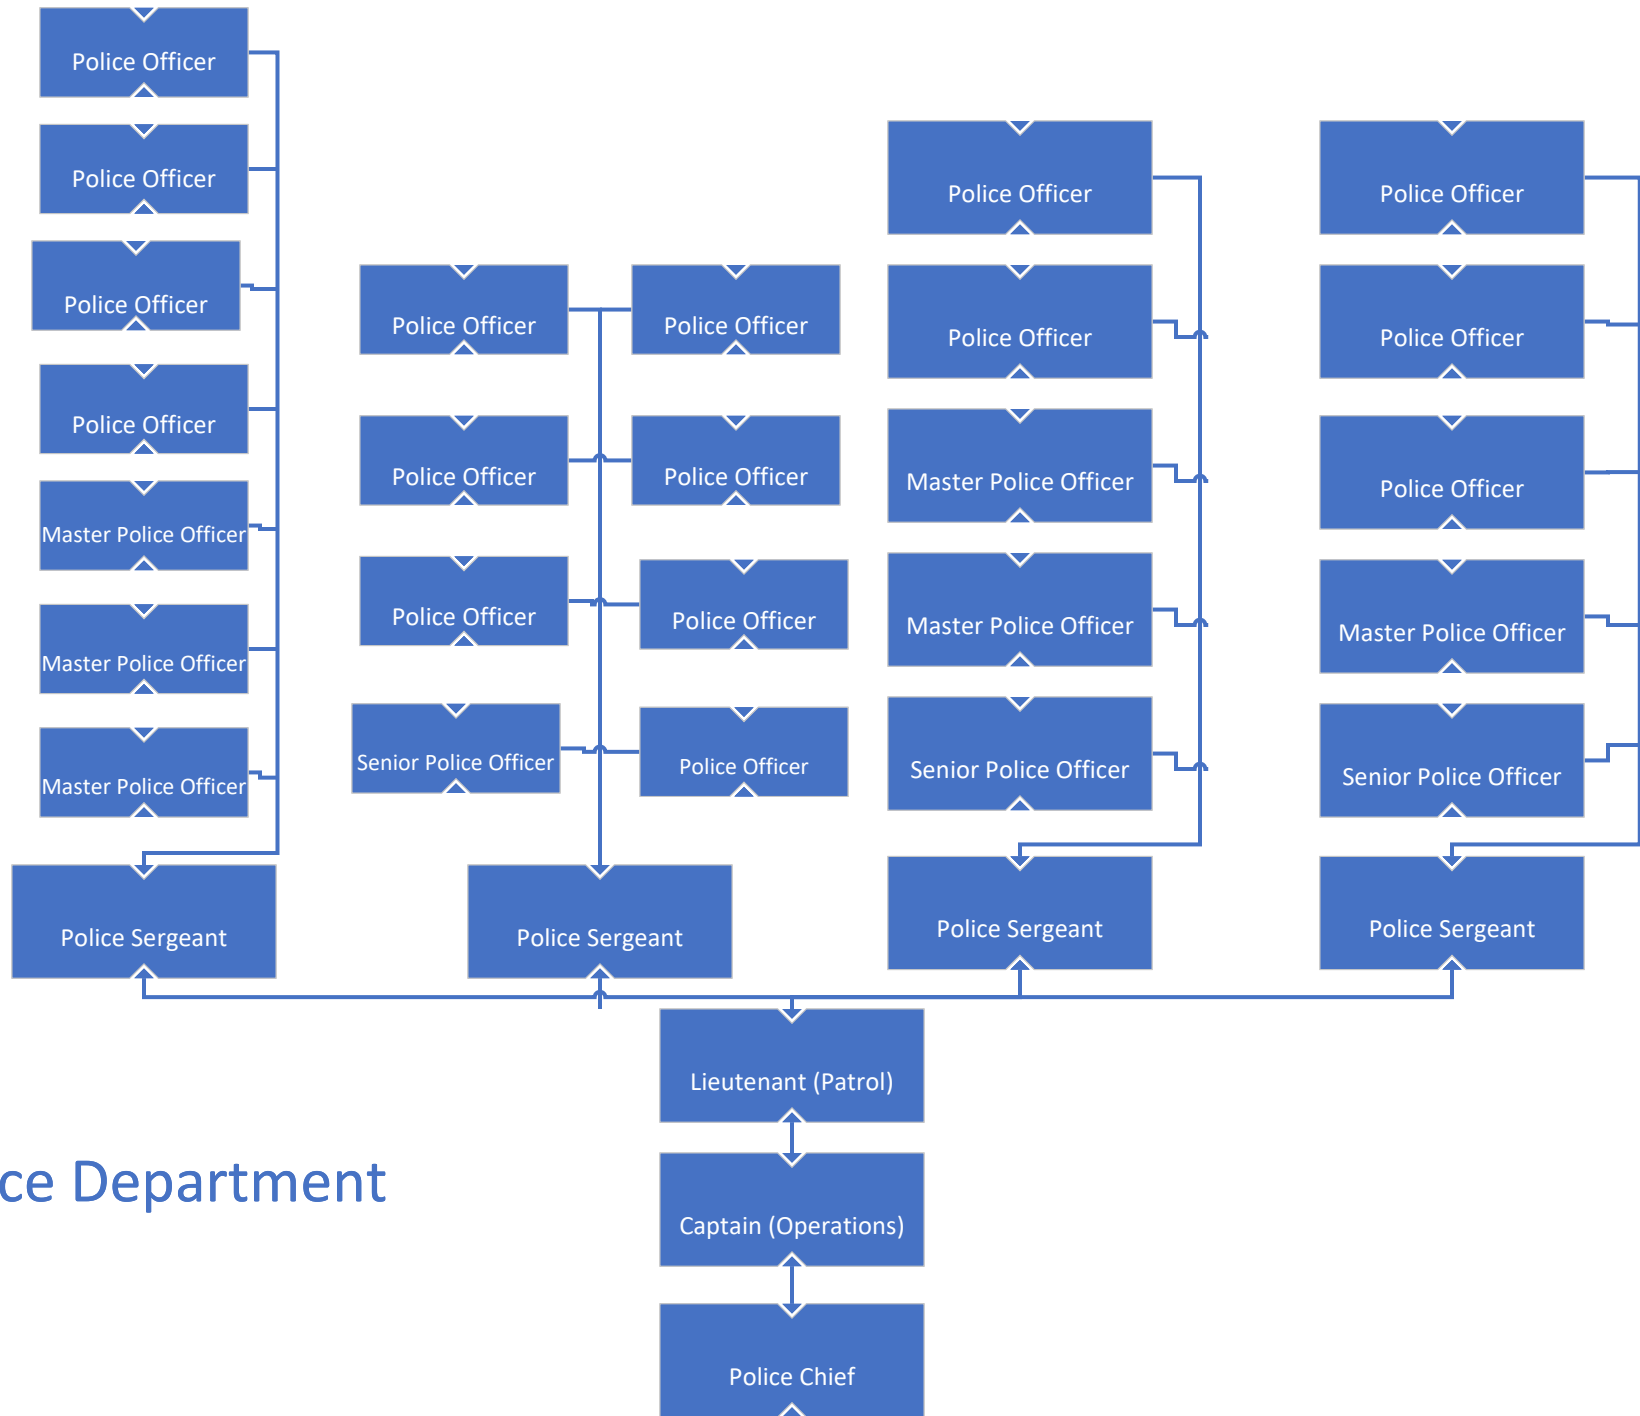 Police Officer
Police Officer
Police Officer
Police Officer
Master Police Officer
Master Police Officer
Master Police Officer
Police Sergeant
Police Officer
Police Officer
Police Officer
Police Officer
Police Officer
Police Officer
Senior Police Officer
Police Officer
Police Sergeant
Police Officer
Police Officer
Master Police Officer
Master Police Officer
Senior Police Officer
Police Sergeant
Police Officer
Police Officer
Police Officer
Master Police Officer
Senior Police Officer
Police Sergeant
Lieutenant (Patrol)
ce Department
Captain (Operations)
Police Chief